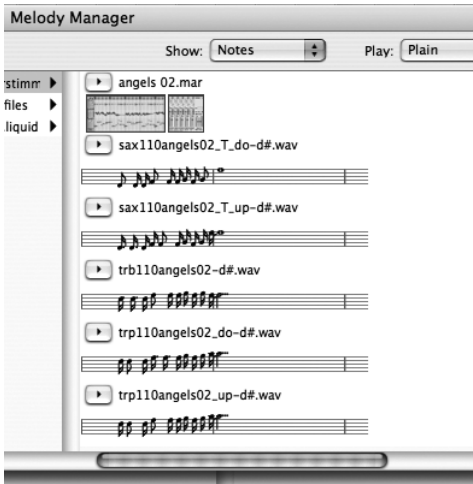 Melody Manager
Show: Notes Play: Plain
rstimm angels 02.mar
files
.liquid
sax110angels02_T_do-d#.wav
sax110angels02_T_up-d#.wav
trb110angels02-d#.wav
trp110angels02_do-d#.wav
trp110angels02_up-d#.wav